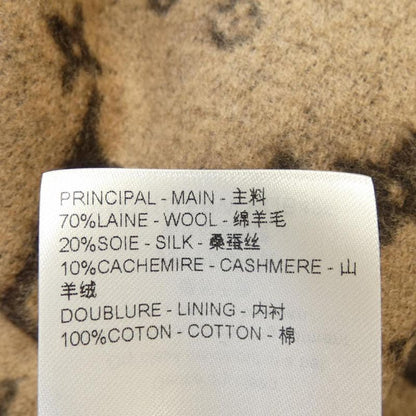 PRINCIPAL - MAIN - 主料
70%LAINE - WOOL - 绵羊毛
20%SOIE - SILK - 桑蚕丝
10%CACHEMIRE - CASHMERE - 山
羊绒
DOUBLURE - LINING - 内衬
100%COTON - COTTON - 棉